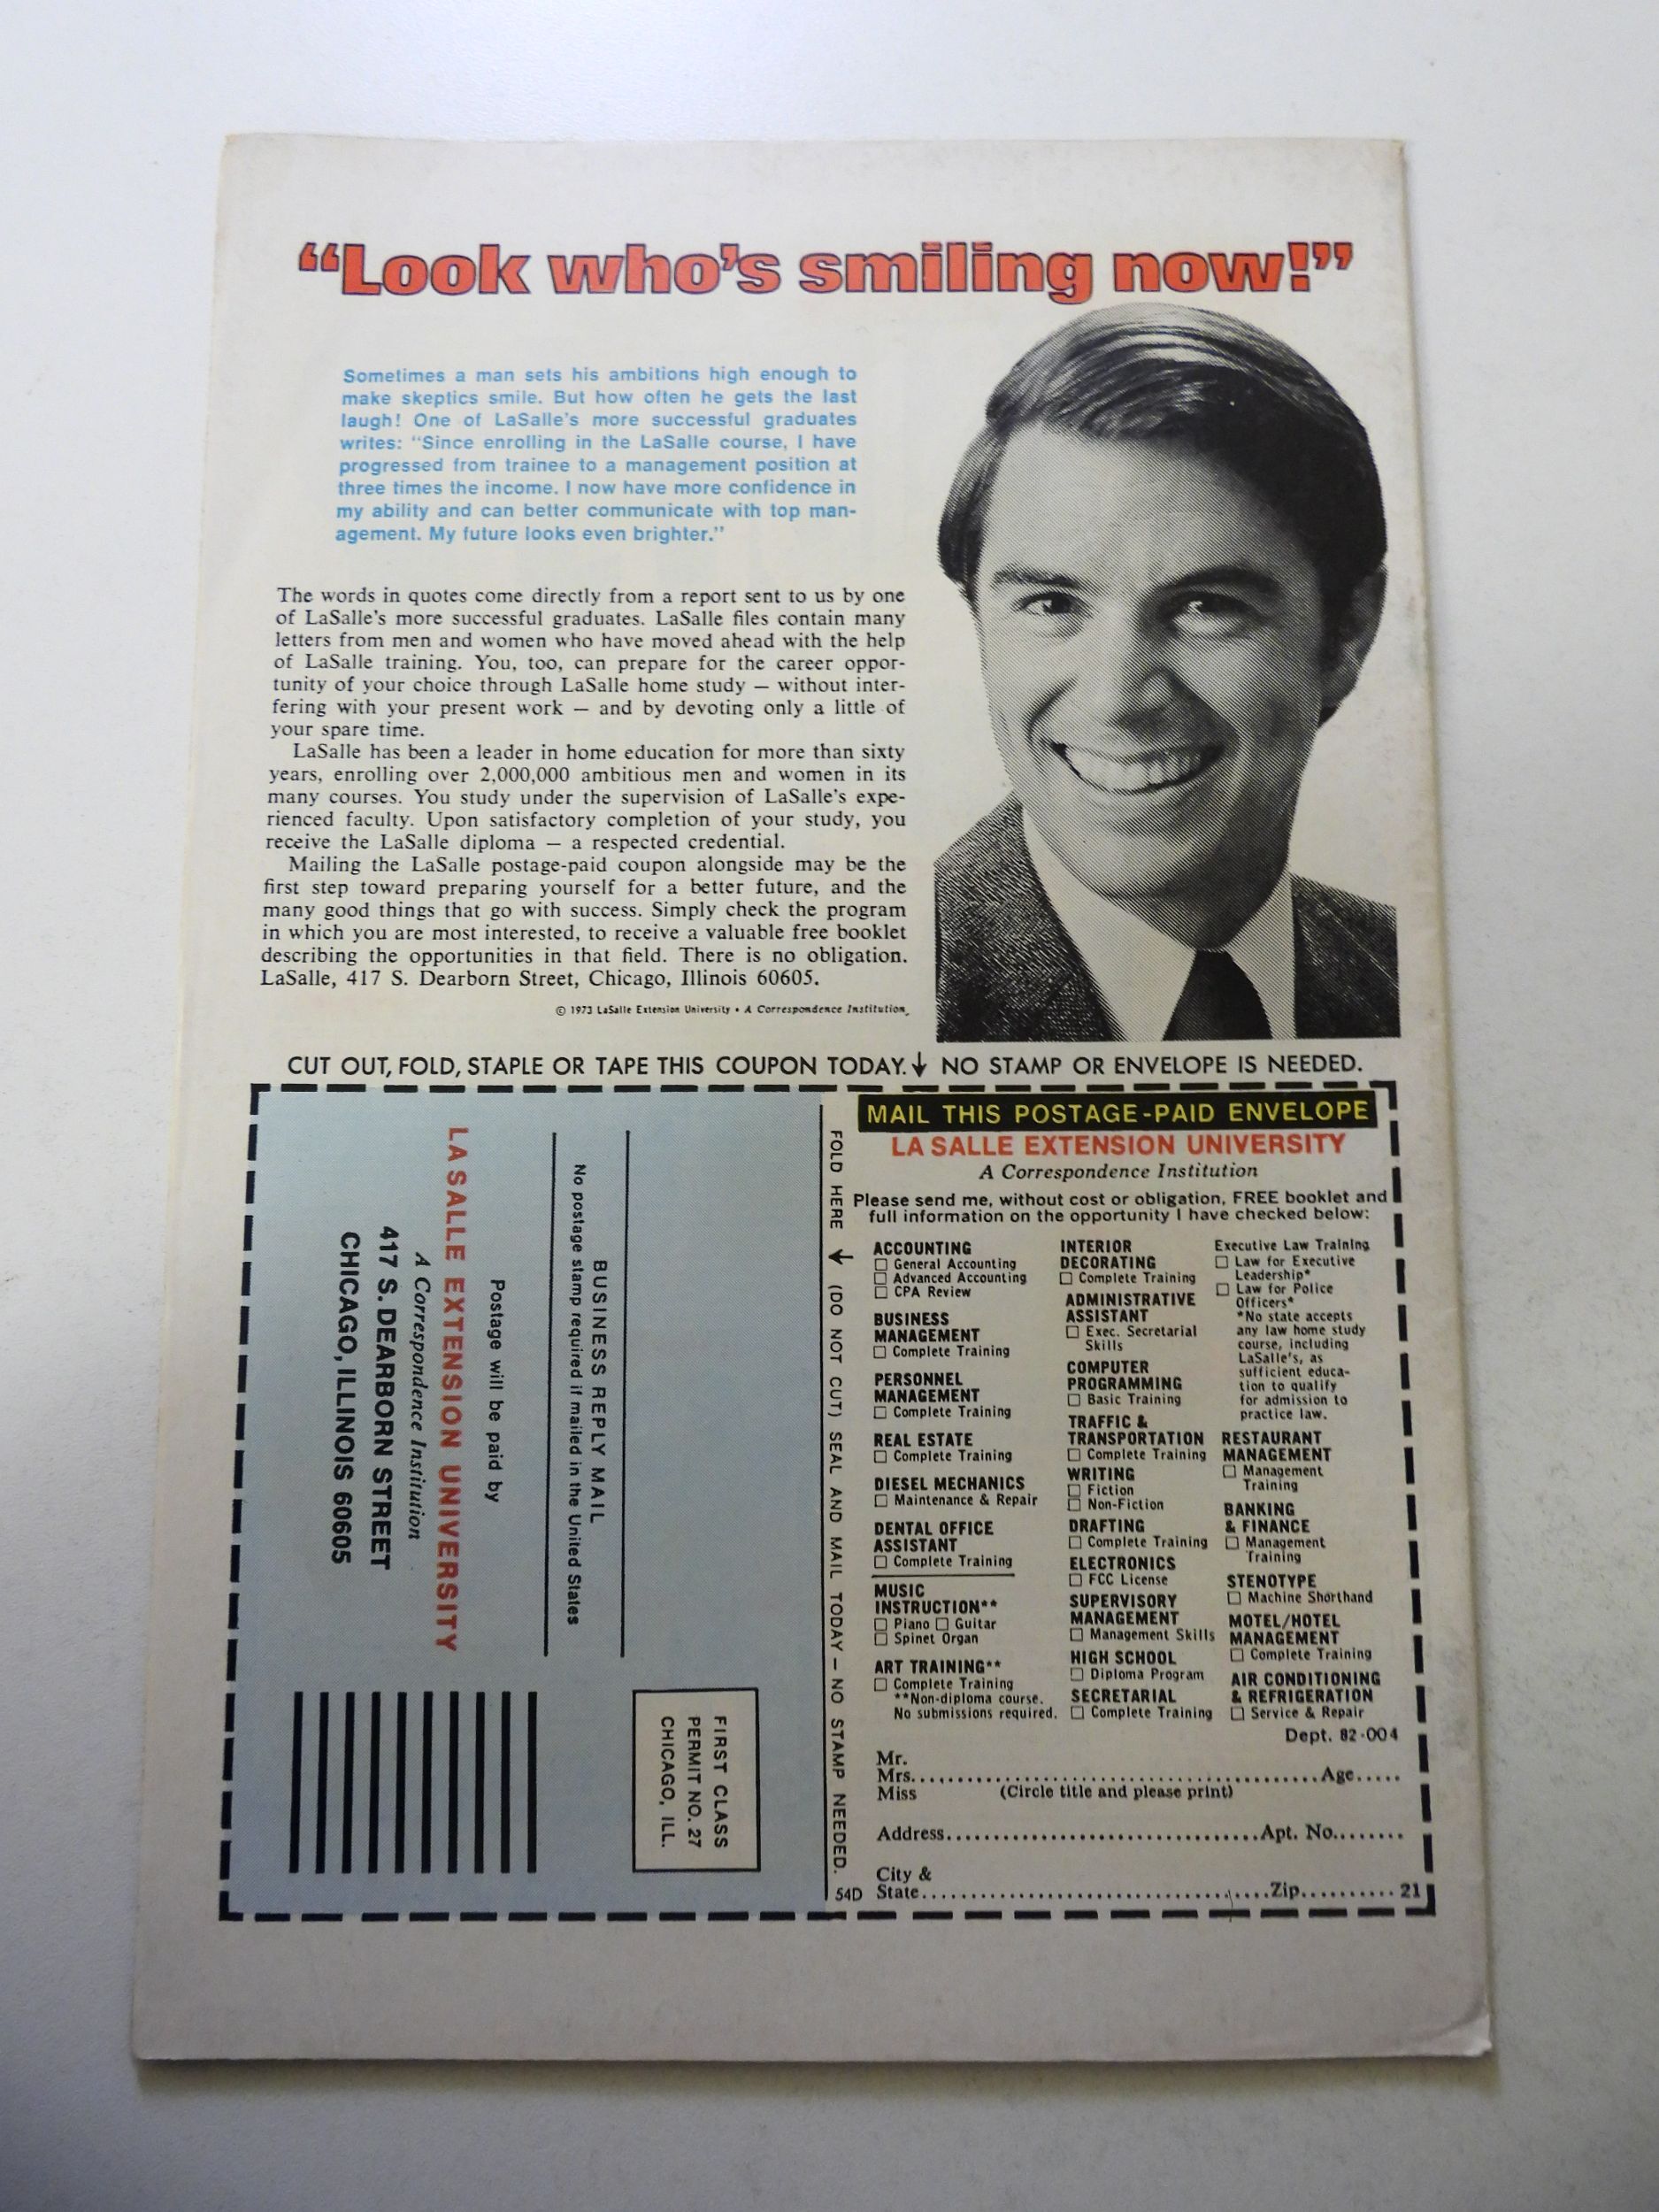 “Look who’s smiling now!”
Sometimes a man sets his ambitions high enough to
make skeptics smile. But how often he gets the last
laugh! One of LaSalle’s more successful graduates
writes: “Since enrolling in the LaSalle course, I have
progressed from trainee to a management position at
three times the income. I now have more confidence in
my ability and can better communicate with top man-
agement. My future looks even brighter.”
The words in quotes come directly from a report sent to us by one
of LaSalle’s more successful graduates. LaSalle files contain many
letters from men and women who have moved ahead with the help
of LaSalle training. You, too, can prepare for the career oppor-
tunity of your choice through LaSalle home study — without inter-
fering with your present work — and by devoting only a little of
your spare time.
LaSalle has been a leader in home education for more than sixty
years, enrolling over 2,000,000 ambitious men and women in its
many courses. You study under the supervision of LaSalle’s expe-
rienced faculty. Upon satisfactory completion of your study, you
receive the LaSalle diploma — a respected credential.
Mailing the LaSalle postage-paid coupon alongside may be the
first step toward preparing yourself for a better future, and the
many good things that go with success. Simply check the program
in which you are most interested, to receive a valuable free booklet
describing the opportunities in that field. There is no obligation.
LaSalle, 417 S. Dearborn Street, Chicago, Illinois 60605.
© 1973 LaSalle Extension University • A Correspondence Institution
CUT OUT, FOLD, STAPLE OR TAPE THIS COUPON TODAY.↓ NO STAMP OR ENVELOPE IS NEEDED.
FIRST CLASS
PERMIT NO. 27
CHICAGO, ILL.
BUSINESS REPLY MAIL
No postage stamp required if mailed in the United States
Postage will be paid by
LA SALLE EXTENSION UNIVERSITY
A Correspondence Institution
417 S. DEARBORN STREET
CHICAGO, ILLINOIS 60605
FOLD HERE ↓ (DO NOT CUT) SEAL AND MAIL TODAY — NO STAMP NEEDED.
54D
MAIL THIS POSTAGE-PAID ENVELOPE
LA SALLE EXTENSION UNIVERSITY
A Correspondence Institution
Please send me, without cost or obligation, FREE booklet and
full information on the opportunity I have checked below:
ACCOUNTING
□ General Accounting
□ Advanced Accounting
□ CPA Review
BUSINESS
MANAGEMENT
□ Complete Training
PERSONNEL
MANAGEMENT
□ Complete Training
REAL ESTATE
□ Complete Training
DIESEL MECHANICS
□ Maintenance & Repair
DENTAL OFFICE
ASSISTANT
□ Complete Training
MUSIC
INSTRUCTION**
□ Piano □ Guitar
□ Spinet Organ
ART TRAINING**
□ Complete Training
**Non-diploma course.
No submissions required.
INTERIOR
DECORATING
□ Complete Training
ADMINISTRATIVE
ASSISTANT
□ Exec. Secretarial
Skills
COMPUTER
PROGRAMMING
□ Basic Training
TRAFFIC &
TRANSPORTATION
□ Complete Training
WRITING
□ Fiction
□ Non-Fiction
DRAFTING
□ Complete Training
ELECTRONICS
□ FCC License
SUPERVISORY
MANAGEMENT
□ Management Skills
HIGH SCHOOL
□ Diploma Program
SECRETARIAL
□ Complete Training
Executive Law Training
□ Law for Executive
Leadership*
□ Law for Police
Officers*
*No state accepts
any law home study
course, including
LaSalle’s, as
sufficient educa-
tion to qualify
for admission to
practice law.
RESTAURANT
MANAGEMENT
□ Management
Training
BANKING
& FINANCE
□ Management
Training
STENOTYPE
□ Machine Shorthand
MOTEL/HOTEL
MANAGEMENT
□ Complete Training
AIR CONDITIONING
& REFRIGERATION
□ Service & Repair
Dept. 82-004
Mr.
Mrs. Age
Miss (Circle title and please print)
Address Apt. No.
City &
State Zip 21